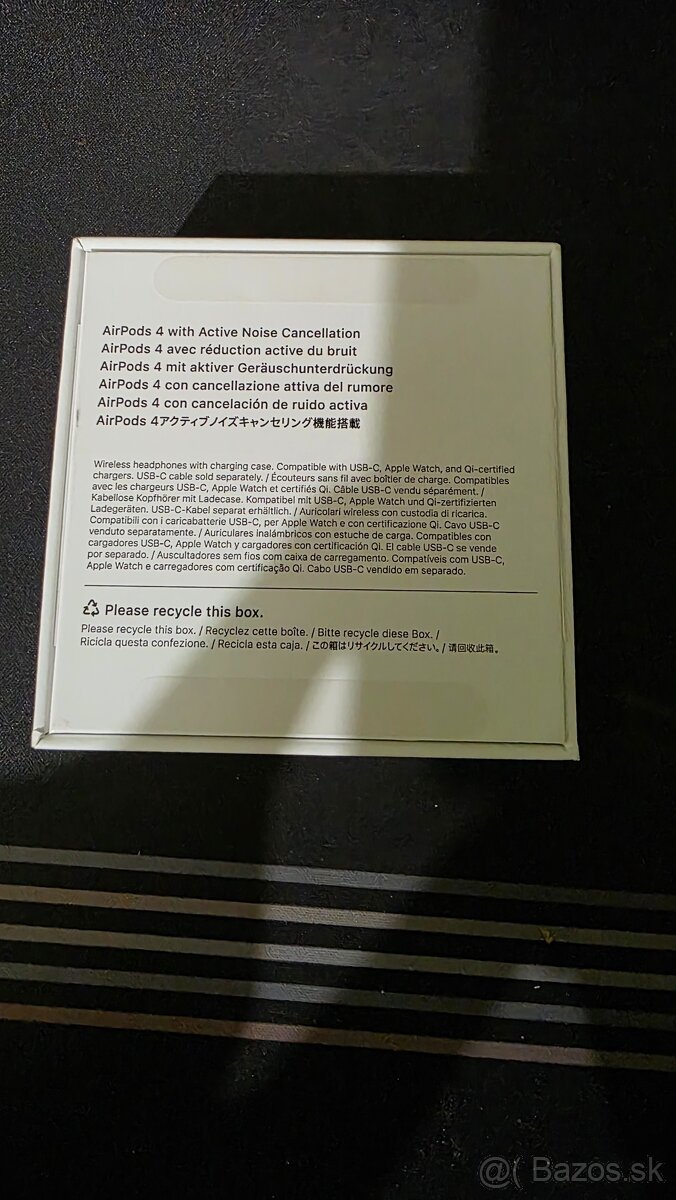 AirPods 4 with Active Noise Cancellation
AirPods 4 avec réduction active du bruit
AirPods 4 mit aktiver Geräuschunterdrückung
AirPods 4 con cancellazione attiva del rumore
AirPods 4 con cancelación de ruido activa
AirPods 4アクティブノイズキャンセリング機能搭載
Wireless headphones with charging case. Compatible with USB-C, Apple Watch, and Qi-certified
chargers. USB-C cable sold separately. / Écouteurs sans fil avec boîtier de charge. Compatibles
avec les chargeurs USB-C, Apple Watch et certifiés Qi. Câble USB-C vendu séparément. /
Kabellose Kopfhörer mit Ladecase. Kompatibel mit USB-C, Apple Watch und Qi-zertifizierten
Ladegeräten. USB-C-Kabel separat erhältlich. / Auricolari wireless con custodia di ricarica.
Compatibili con i caricabatterie USB-C, per Apple Watch e con certificazione Qi. Cavo USB-C
venduto separatamente. / Auriculares inalámbricos con estuche de carga. Compatibles con
cargadores USB-C, Apple Watch y cargadores con certificación Qi. El cable USB-C se vende
por separado. / Auscultadores sem fios com caixa de carregamento. Compatíveis com USB-C,
Apple Watch e carregadores com certificação Qi. Cabo USB-C vendido em separado.
Please recycle this box.
Please recycle this box. / Recyclez cette boîte. / Bitte recycle diese Box. /
Ricicla questa confezione. / Recicla esta caja. / この箱はリサイクルしてください。/ 请回收此箱。
@( Bazos.sk